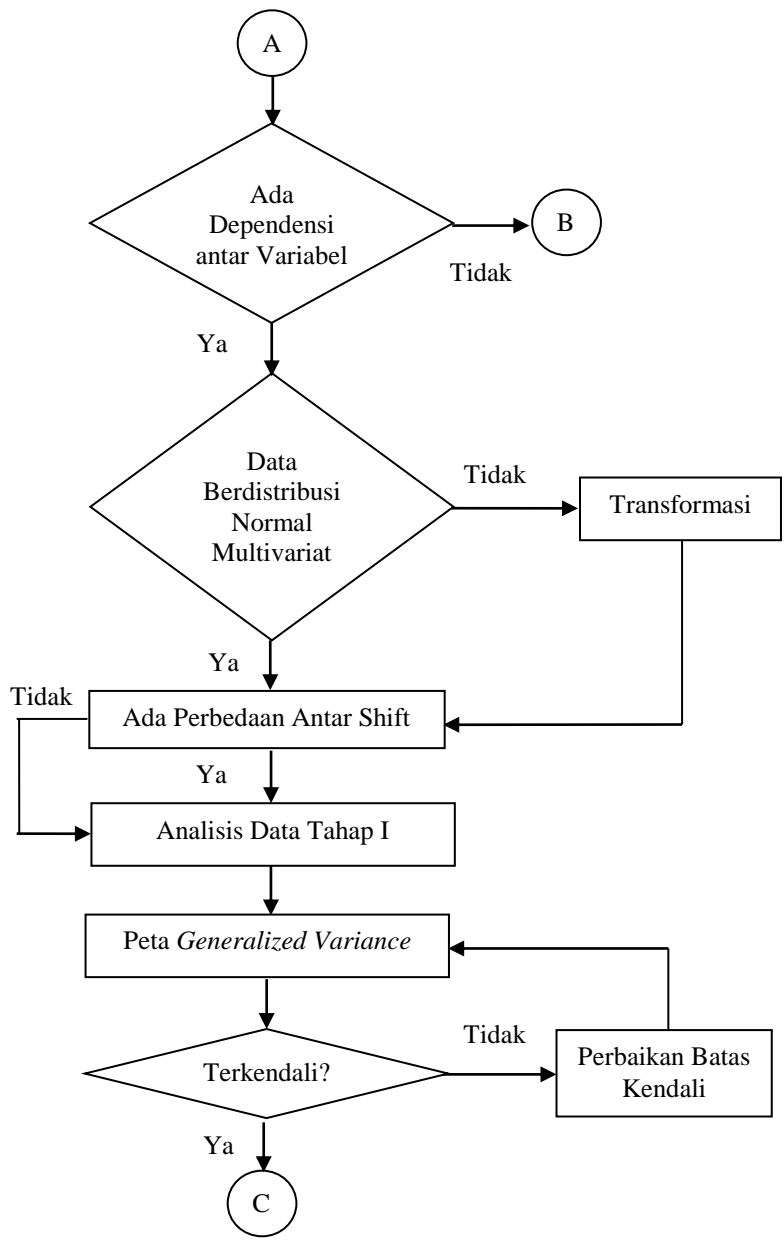 A
Ada
Dependensi
antar Variabel
B
Tidak
Ya
Data
Berdistribusi
Normal
Multivariat
Tidak
Transformasi
Ya
Tidak
Ada Perbedaan Antar Shift
Ya
Analisis Data Tahap I
Peta Generalized Variance
Terkendali?
Tidak
Perbaikan Batas
Kendali
Ya
C